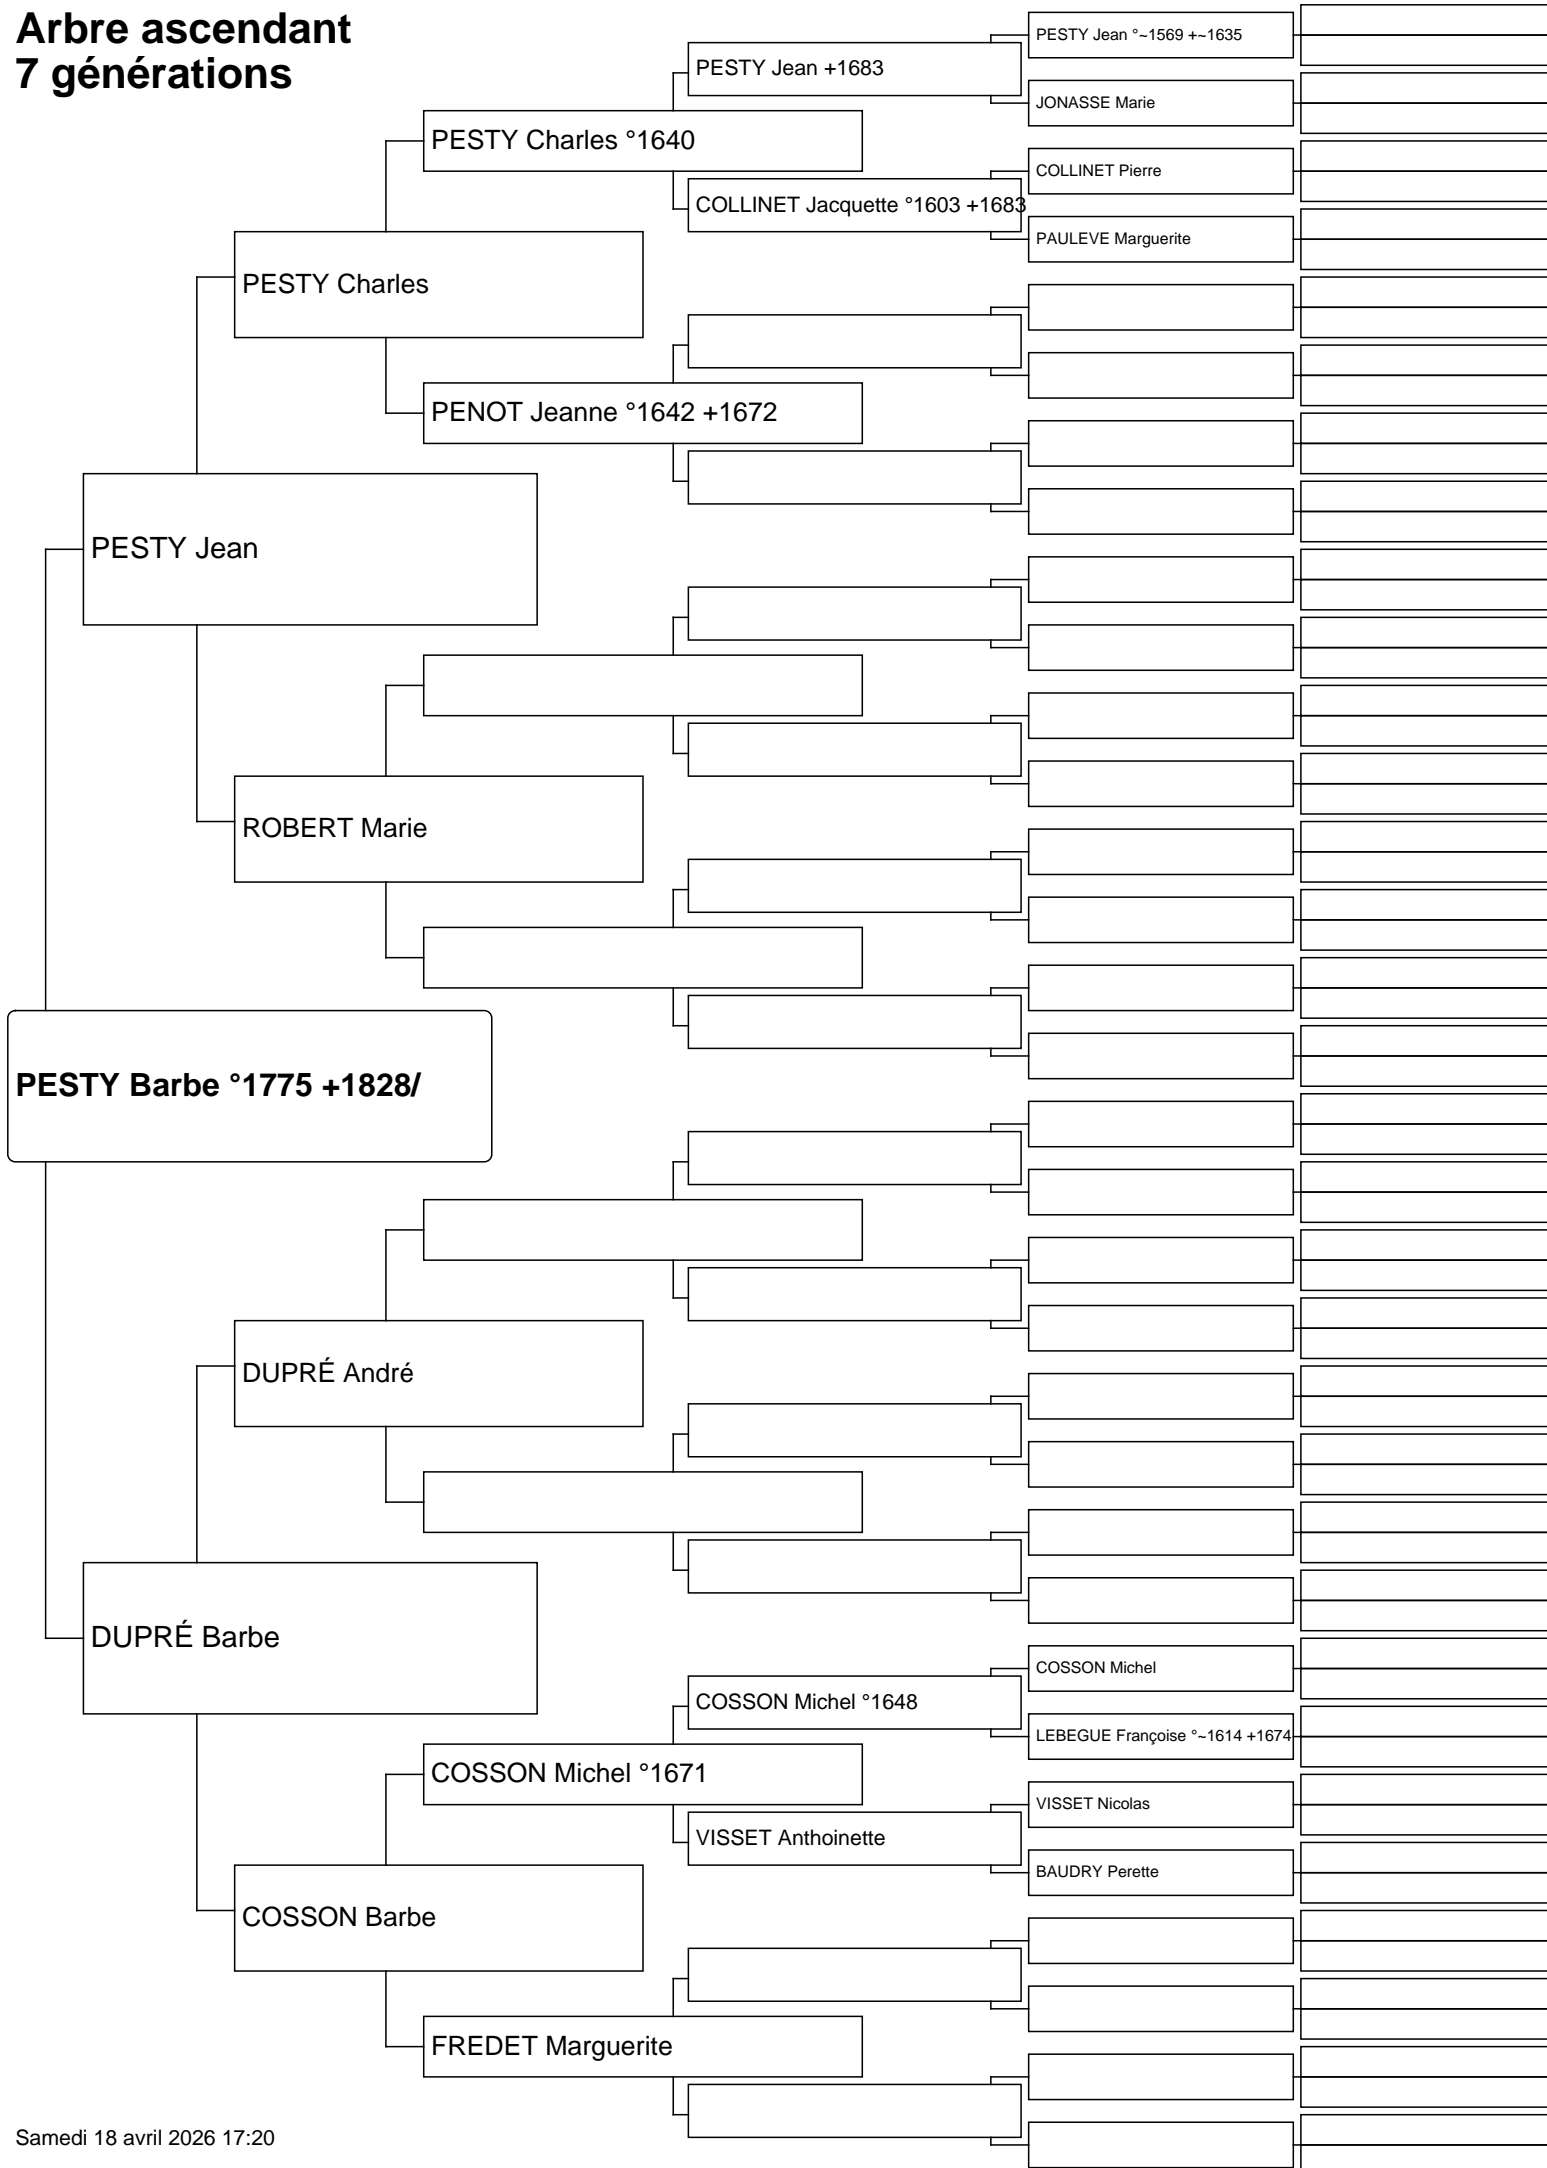 Arbre ascendant
7 générations
PESTY Jean °~1569 +~1635
PESTY Jean +1683
JONASSE Marie
PESTY Charles °1640
COLLINET Pierre
COLLINET Jacquette °1603 +1683
PAULEVE Marguerite
PESTY Charles
PENOT Jeanne °1642 +1672
PESTY Jean
ROBERT Marie
PESTY Barbe °1775 +1828/
DUPRÉ André
DUPRÉ Barbe
COSSON Michel
COSSON Michel °1648
LEBEGUE Françoise °~1614 +1674
COSSON Michel °1671
VISSET Nicolas
VISSET Anthoinette
BAUDRY Perette
COSSON Barbe
FREDET Marguerite
Samedi 18 avril 2026 17:20